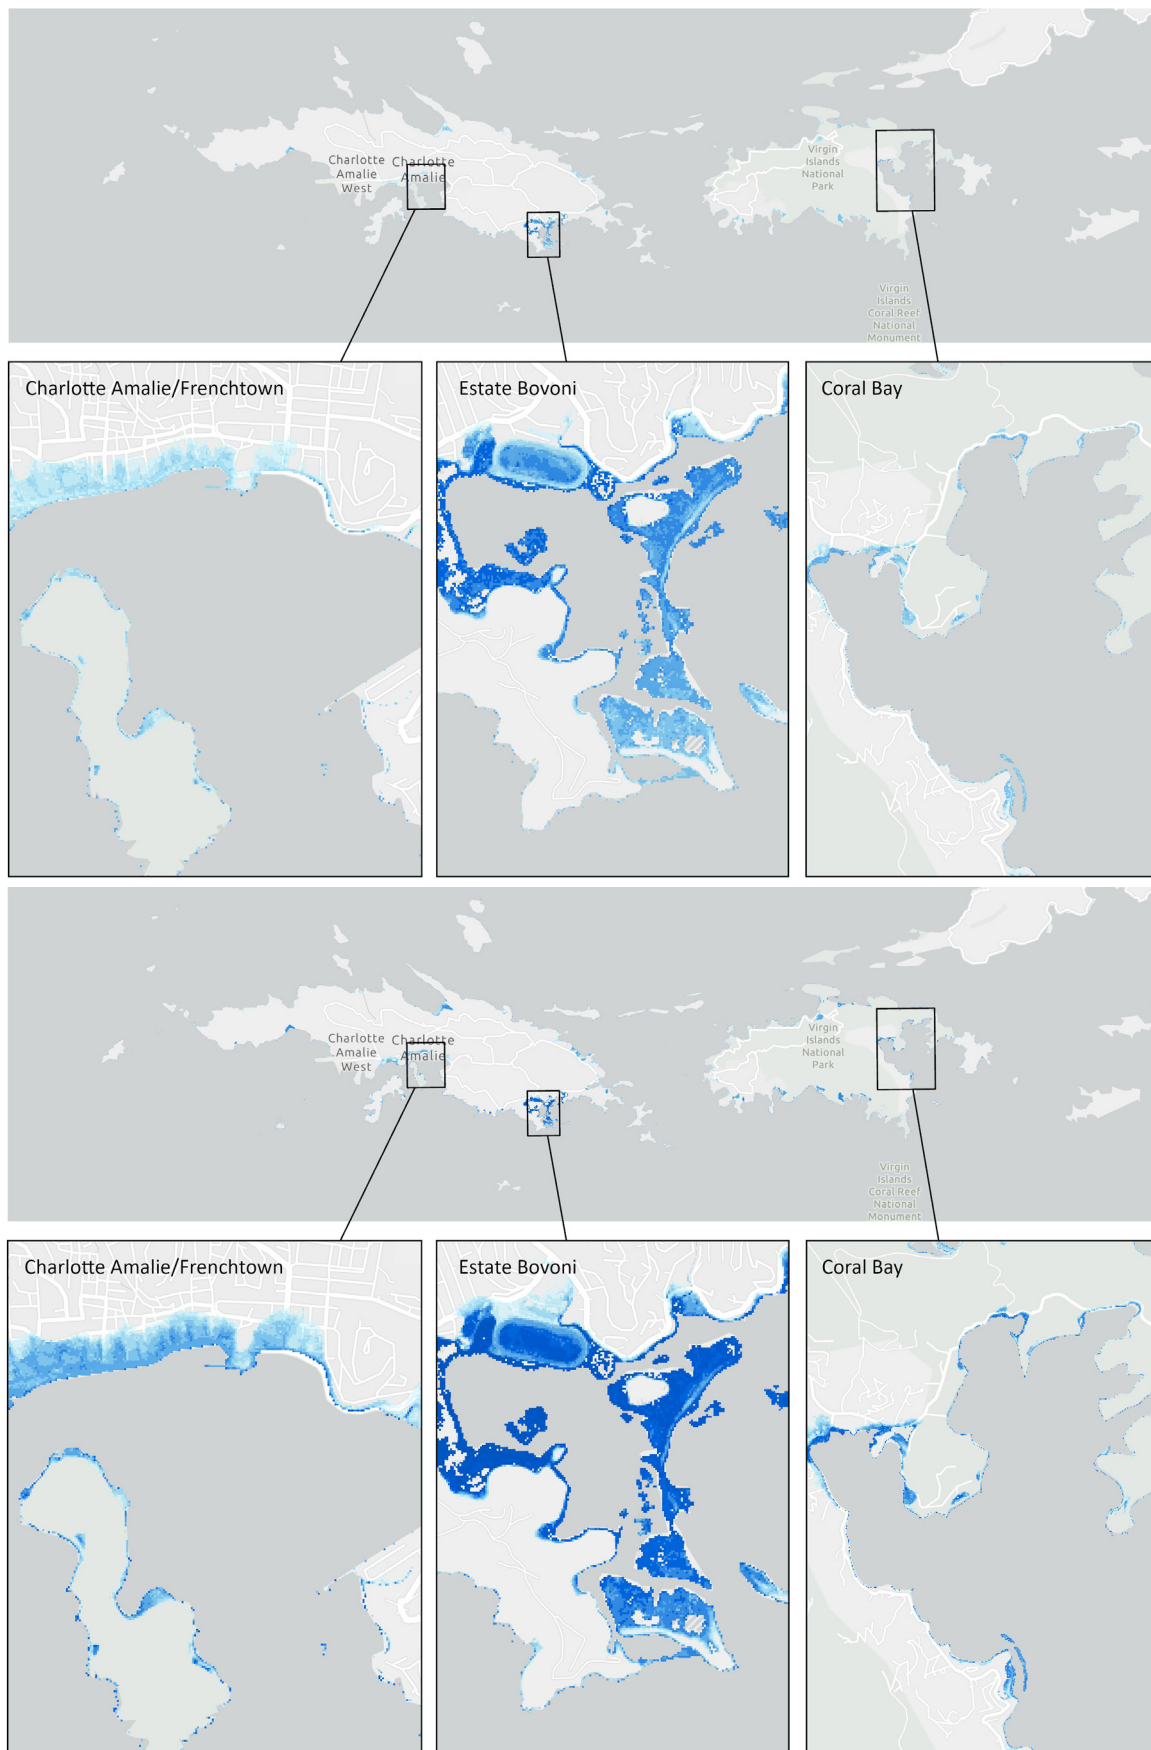 Charlotte
Amalie
West
Charlotte
Amalie
Virgin
Islands
National
Park
Virgin
Islands
Coral Reef
National
Monument
Charlotte Amalie/Frenchtown
Estate Bovoni
Coral Bay
Charlotte
Amalie
West
Charlotte
Amalie
Virgin
Islands
National
Park
Virgin
Islands
Coral Reef
National
Monument
Charlotte Amalie/Frenchtown
Estate Bovoni
Coral Bay